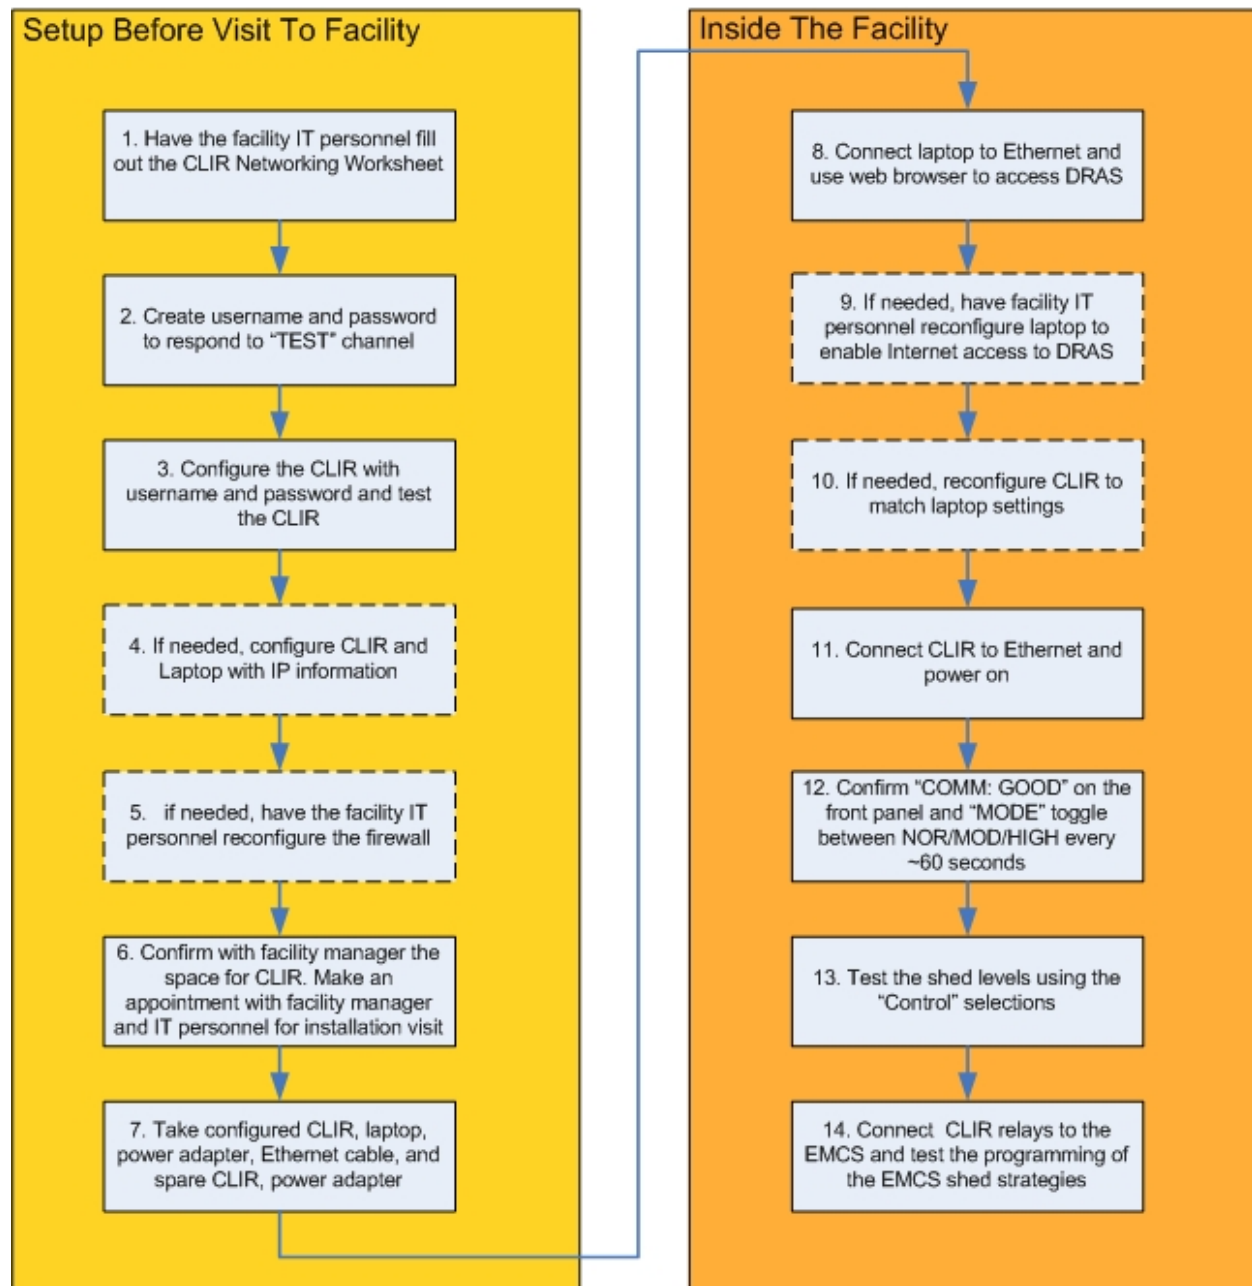 Setup Before Visit To Facility
1. Have the facility IT personnel fill
out the CLIR Networking Worksheet
2. Create username and password
to respond to “TEST” channel
3. Configure the CLIR with
username and password and test
the CLIR
4. If needed, configure CLIR and
Laptop with IP information
5. if needed, have the facility IT
personnel reconfigure the firewall
6. Confirm with facility manager the
space for CLIR. Make an
appointment with facility manager
and IT personnel for installation visit
7. Take configured CLIR, laptop,
power adapter, Ethernet cable, and
spare CLIR, power adapter
Inside The Facility
8. Connect laptop to Ethernet and
use web browser to access DRAS
9. If needed, have facility IT
personnel reconfigure laptop to
enable Internet access to DRAS
10. If needed, reconfigure CLIR to
match laptop settings
11. Connect CLIR to Ethernet and
power on
12. Confirm “COMM: GOOD” on the
front panel and “MODE” toggle
between NOR/MOD/HIGH every
~60 seconds
13. Test the shed levels using the
“Control” selections
14. Connect CLIR relays to the
EMCS and test the programming of
the EMCS shed strategies